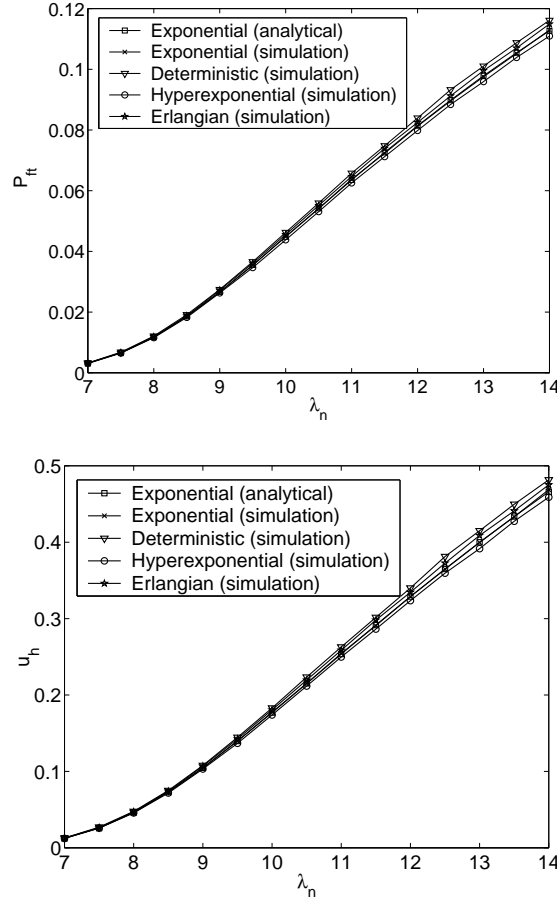 0.12
0.1
0.08
0.06
0.04
0.02
0
P_ft
Exponential (analytical)
Exponential (simulation)
Deterministic (simulation)
Hyperexponential (simulation)
Erlangian (simulation)
7 8 9 10 11 12 13 14
λ_n
0.5
0.4
0.3
0.2
0.1
0
u_h
Exponential (analytical)
Exponential (simulation)
Deterministic (simulation)
Hyperexponential (simulation)
Erlangian (simulation)
7 8 9 10 11 12 13 14
λ_n